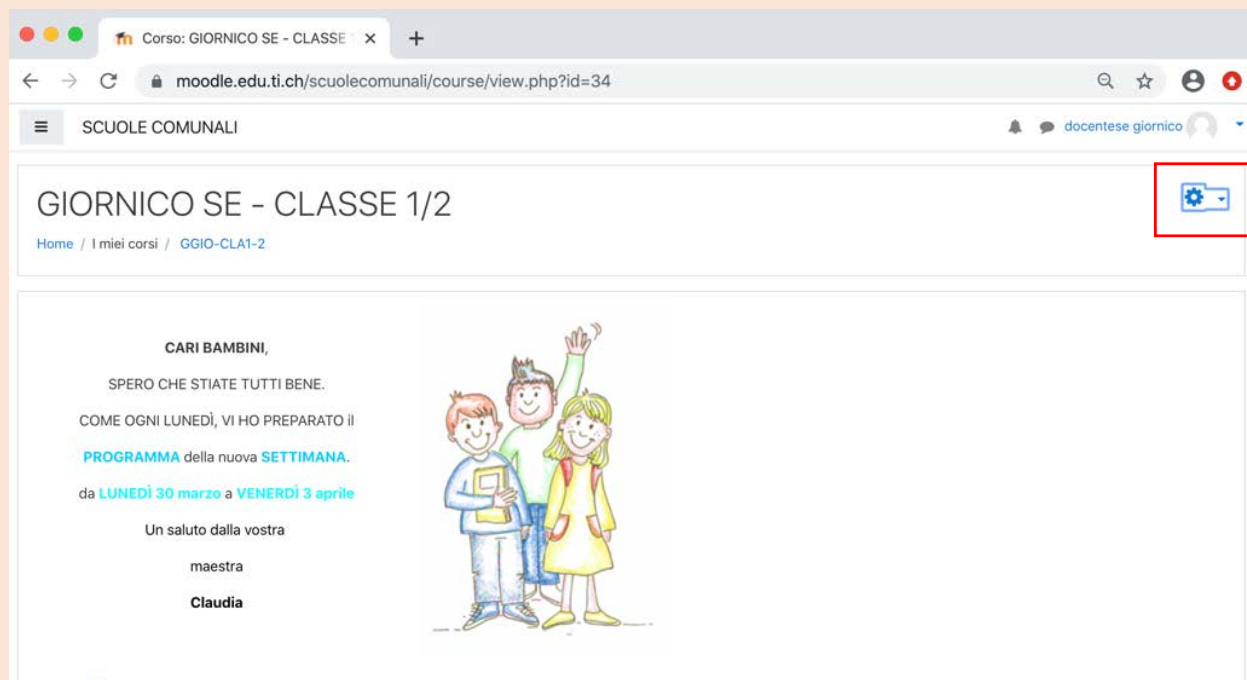 Corso: GIORNICO SE - CLASSE
moodle.edu.ti.ch/scuolecomunali/course/view.php?id=34
SCUOLE COMUNALI
docentese giornico
GIORNICO SE - CLASSE 1/2
Home / I miei corsi / GGIO-CLA1-2
CARI BAMBINI,
SPERO CHE STIATE TUTTI BENE.
COME OGNI LUNEDÌ, VI HO PREPARATO il
PROGRAMMA della nuova SETTIMANA.
da LUNEDÌ 30 marzo a VENERDÌ 3 aprile
Un saluto dalla vostra
maestra
Claudia